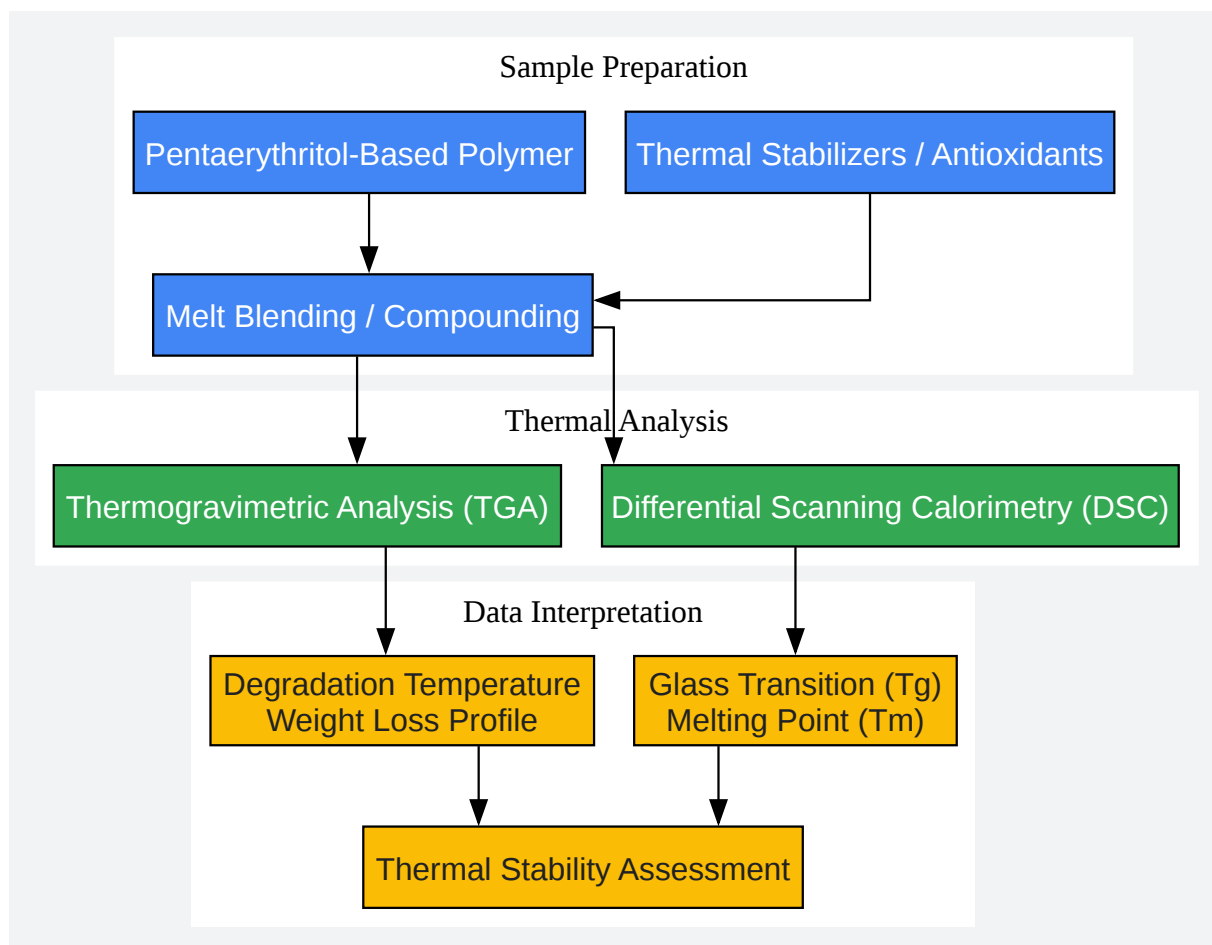 Sample Preparation
Pentaerythritol-Based Polymer
Thermal Stabilizers / Antioxidants
Melt Blending / Compounding
Thermal Analysis
Thermogravimetric Analysis (TGA)
Differential Scanning Calorimetry (DSC)
Data Interpretation
Degradation Temperature
Weight Loss Profile
Glass Transition (Tg)
Melting Point (Tm)
Thermal Stability Assessment